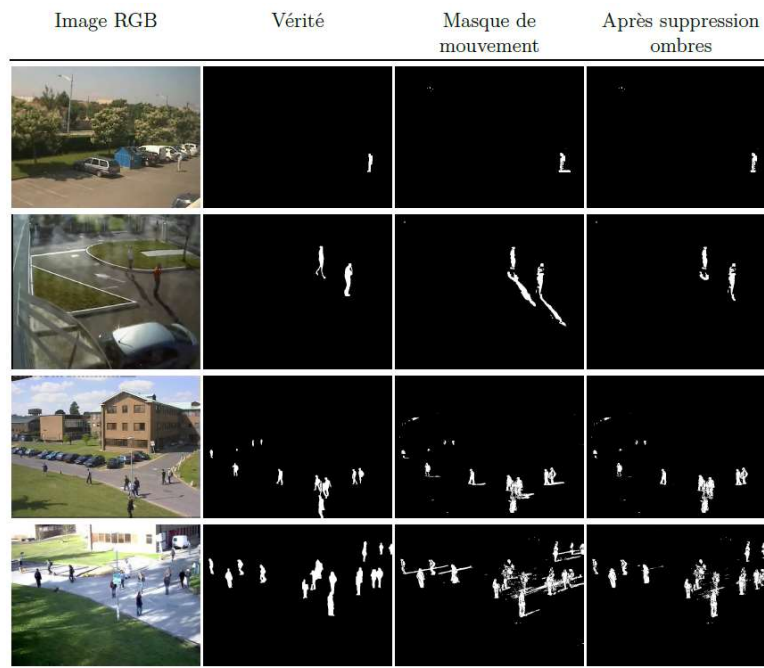 Image RGB
Vérité
Masque de
mouvement
Après suppression
ombres